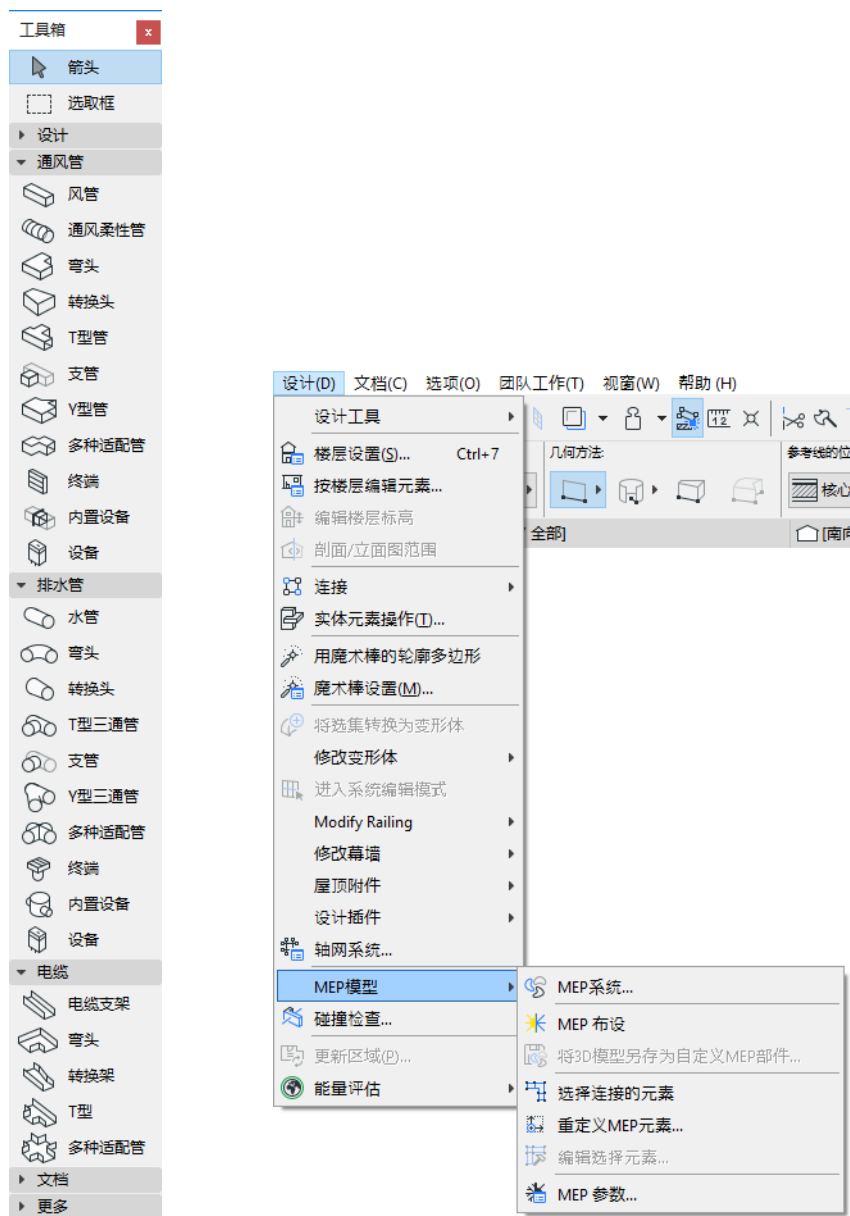 工具箱
x
箭头
选取框
设计
通风管
风管
通风柔性管
弯头
转换头
T型管
支管
Y型管
多种适配管
终端
内置设备
设备
排水管
水管
弯头
转换头
T型三通管
支管
Y型三通管
多种适配管
终端
内置设备
设备
电缆
电缆支架
弯头
转换架
T型
多种适配管
文档
更多
设计(D) 文档(C) 选项(O) 团队工作(T) 视窗(W) 帮助 (H)
设计工具
楼层设置(S)... Ctrl+7
按楼层编辑元素...
编辑楼层标高
剖面/立面图范围
连接
实体元素操作(T)...
用魔术棒的轮廓多边形
魔术棒设置(M)...
将选集转换为变形体
修改变形体
进入系统编辑模式
Modify Railing
修改幕墙
屋顶附件
设计插件
轴网系统...
MEP模型
碰撞检查...
更新区域(P)...
能量评估
1 2
几何方法:
参考线的位
核心
全部]
[南向
MEP系统...
MEP 布设
将3D模型另存为自定义MEP部件...
选择连接的元素
重定义MEP元素...
编辑选择元素...
MEP 参数...